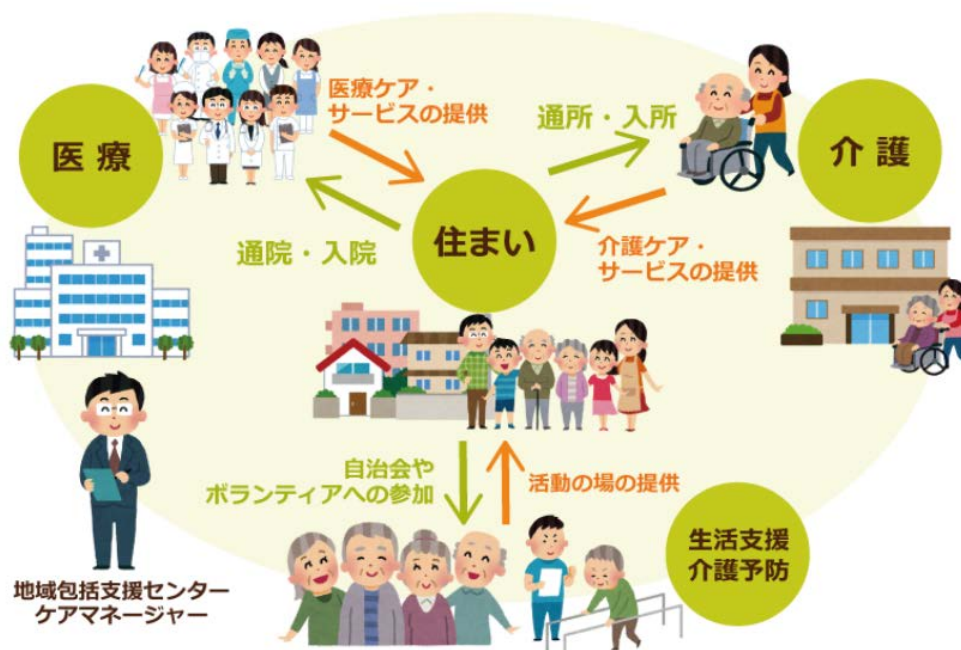 医療
医療ケア・
サービスの提供
通所・入所
介護
通院・入院
住まい
介護ケア・
サービスの提供
自治会や
ボランティアへの参加
活動の場の提供
生活支援
介護予防
地域包括支援センター
ケアマネージャー